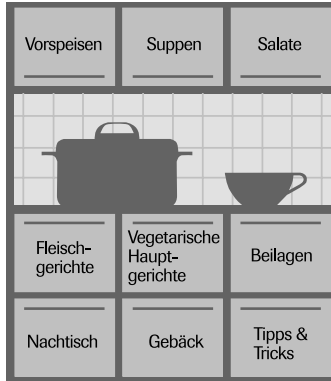 Vorspeisen
Suppen
Salate
Fleisch-
gerichte
Vegetarische
Haupt-
gerichte
Beilagen
Nachtisch
Gebäck
Tipps &
Tricks